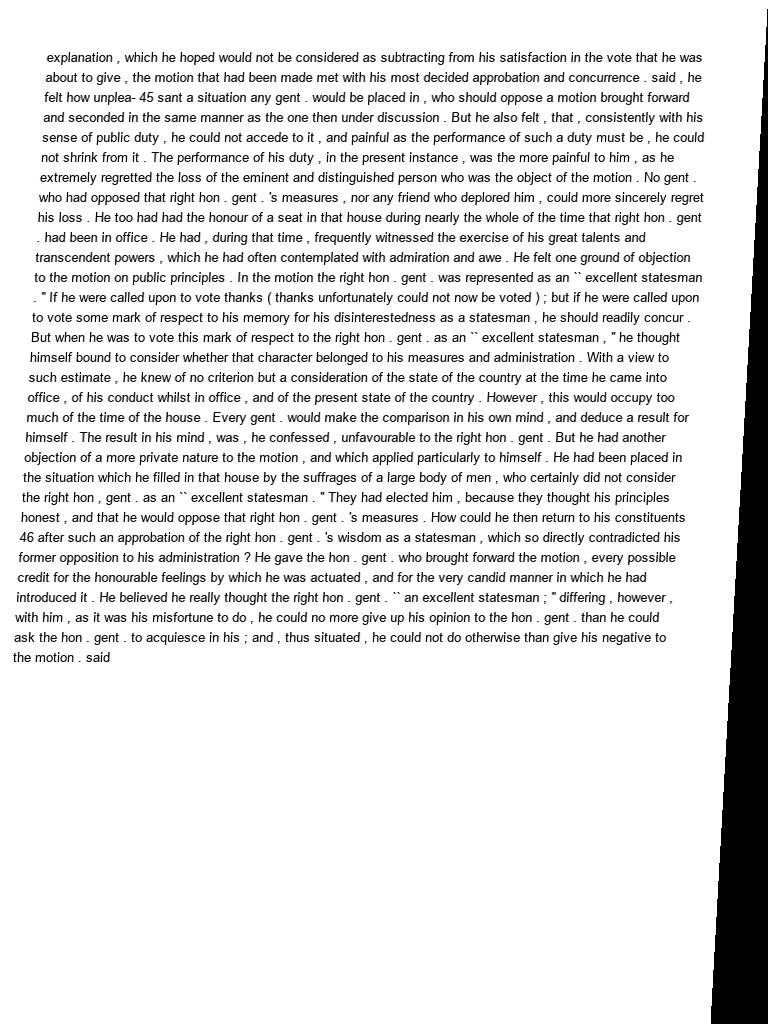 explanation , which he hoped would not be considered as subtracting from his satisfaction in the vote that he was
about to give , the motion that had been made met with his most decided approbation and concurrence . said , he
felt how unplea- 45 sant a situation any gent . would be placed in , who should oppose a motion brought forward
and seconded in the same manner as the one then under discussion . But he also felt , that , consistently with his
sense of public duty , he could not accede to it , and painful as the performance of such a duty must be , he could
not shrink from it . The performance of his duty , in the present instance , was the more painful to him , as he
extremely regretted the loss of the eminent and distinguished person who was the object of the motion . No gent .
who had opposed that right hon . gent . 's measures , nor any friend who deplored him , could more sincerely regret
his loss . He too had had the honour of a seat in that house during nearly the whole of the time that right hon . gent
. had been in office . He had , during that time , frequently witnessed the exercise of his great talents and
transcendent powers , which he had often contemplated with admiration and awe . He felt one ground of objection
to the motion on public principles . In the motion the right hon . gent . was represented as an `` excellent statesman
. " If he were called upon to vote thanks ( thanks unfortunately could not now be voted ) ; but if he were called upon
to vote some mark of respect to his memory for his disinterestedness as a statesman , he should readily concur .
But when he was to vote this mark of respect to the right hon . gent . as an `` excellent statesman , " he thought
himself bound to consider whether that character belonged to his measures and administration . With a view to
such estimate , he knew of no criterion but a consideration of the state of the country at the time he came into
office , of his conduct whilst in office , and of the present state of the country . However , this would occupy too
much of the time of the house . Every gent . would make the comparison in his own mind , and deduce a result for
himself . The result in his mind , was , he confessed , unfavourable to the right hon . gent . But he had another
objection of a more private nature to the motion , and which applied particularly to himself . He had been placed in
the situation which he filled in that house by the suffrages of a large body of men , who certainly did not consider
the right hon , gent . as an `` excellent statesman . " They had elected him , because they thought his principles
honest , and that he would oppose that right hon . gent . 's measures . How could he then return to his constituents
46 after such an approbation of the right hon . gent . 's wisdom as a statesman , which so directly contradicted his
former opposition to his administration ? He gave the hon . gent . who brought forward the motion , every possible
credit for the honourable feelings by which he was actuated , and for the very candid manner in which he had
introduced it . He believed he really thought the right hon . gent . `` an excellent statesman ; " differing , however ,
with him , as it was his misfortune to do , he could no more give up his opinion to the hon . gent . than he could
ask the hon . gent . to acquiesce in his ; and , thus situated , he could not do otherwise than give his negative to
the motion . said